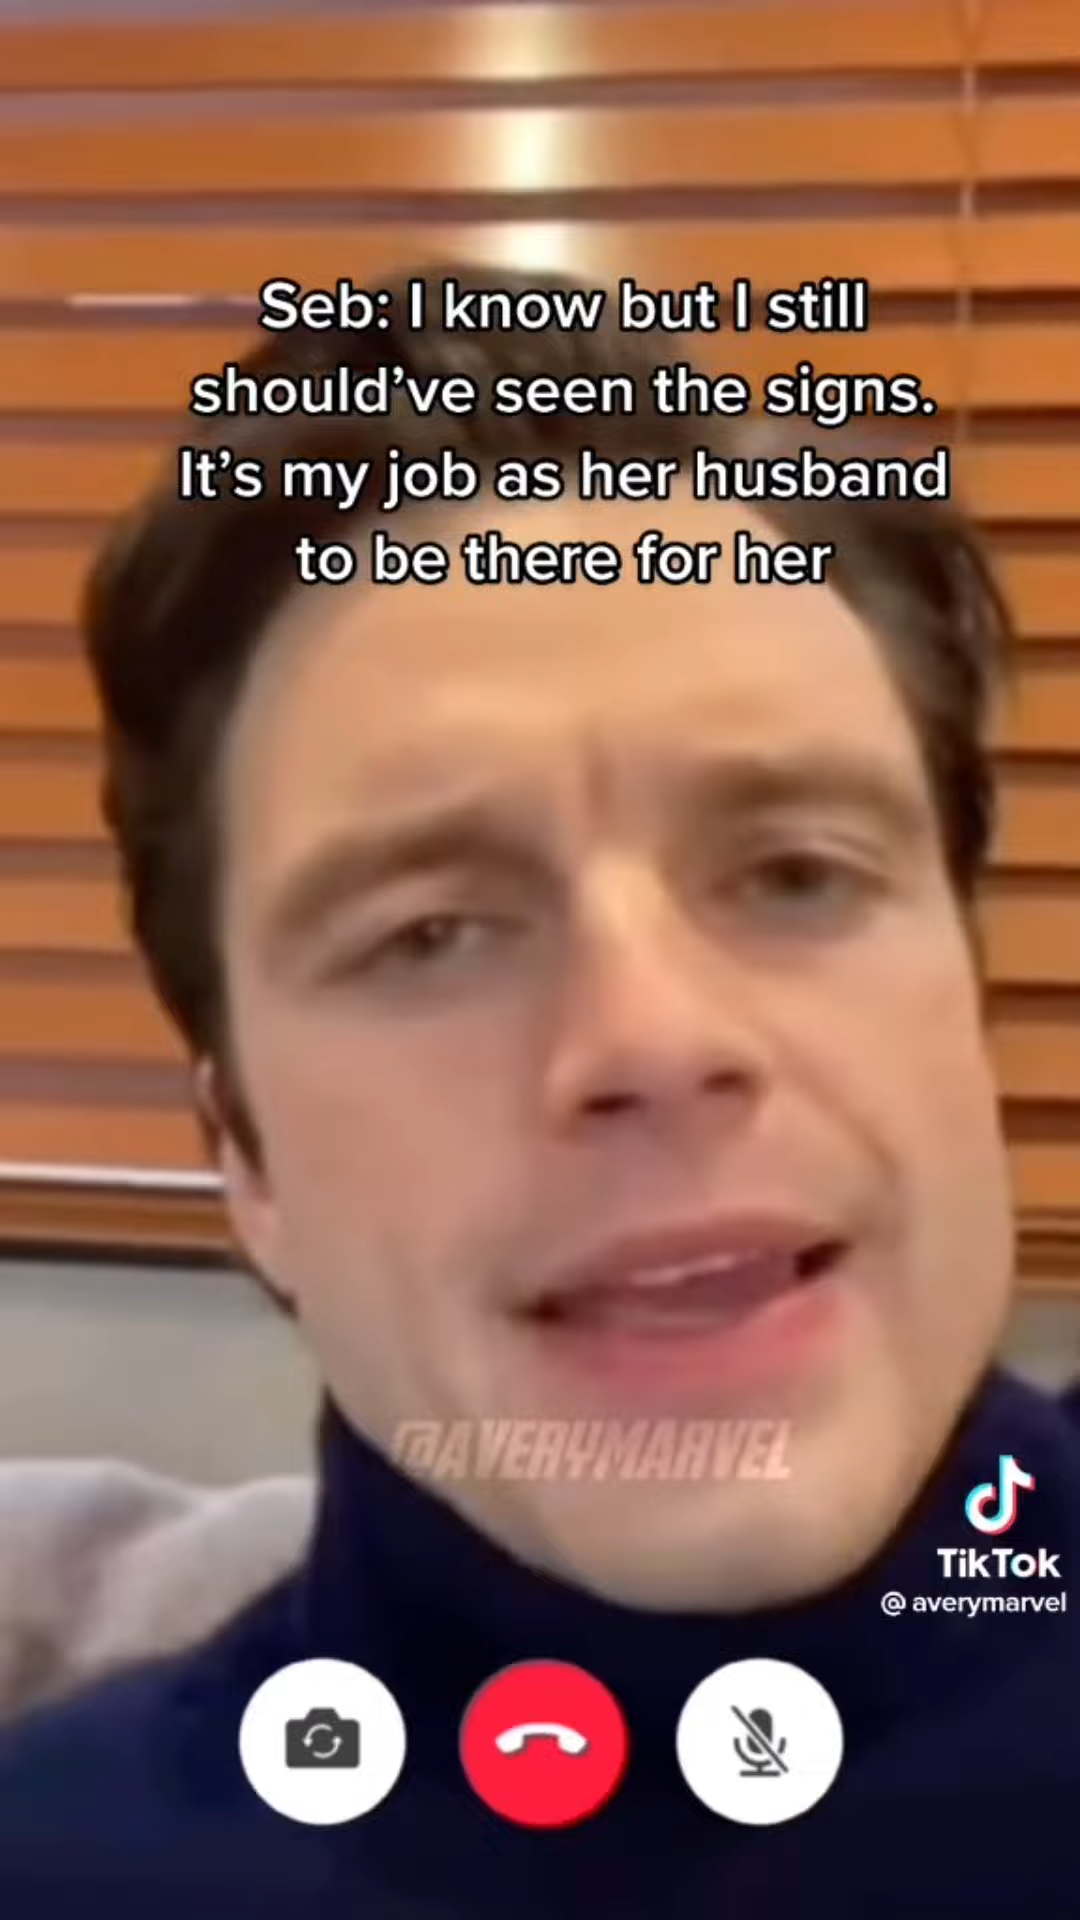 Seb: I know but I still
should've seen the signs.
It's my job as her husband
to be there for her
@AVERYMARVEL
TikTok
@averymarvel